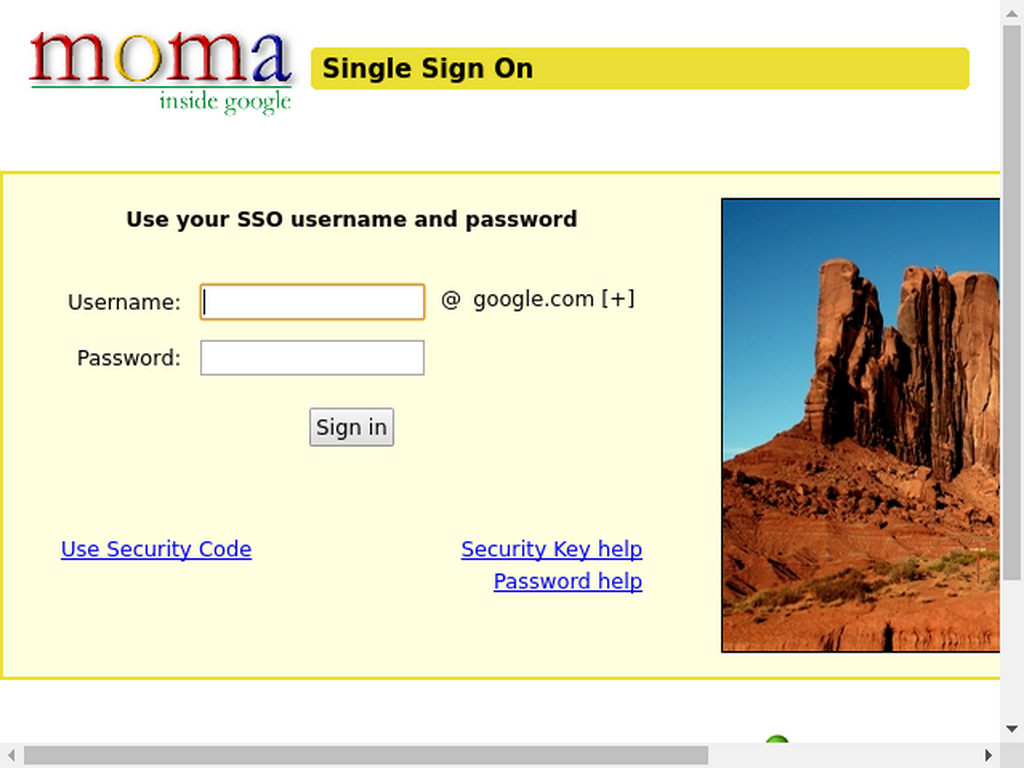 moma
inside google
Single Sign On
Use your SSO username and password
Username: @ google.com [+]
Password:
Sign in
Use Security Code
Security Key help
Password help